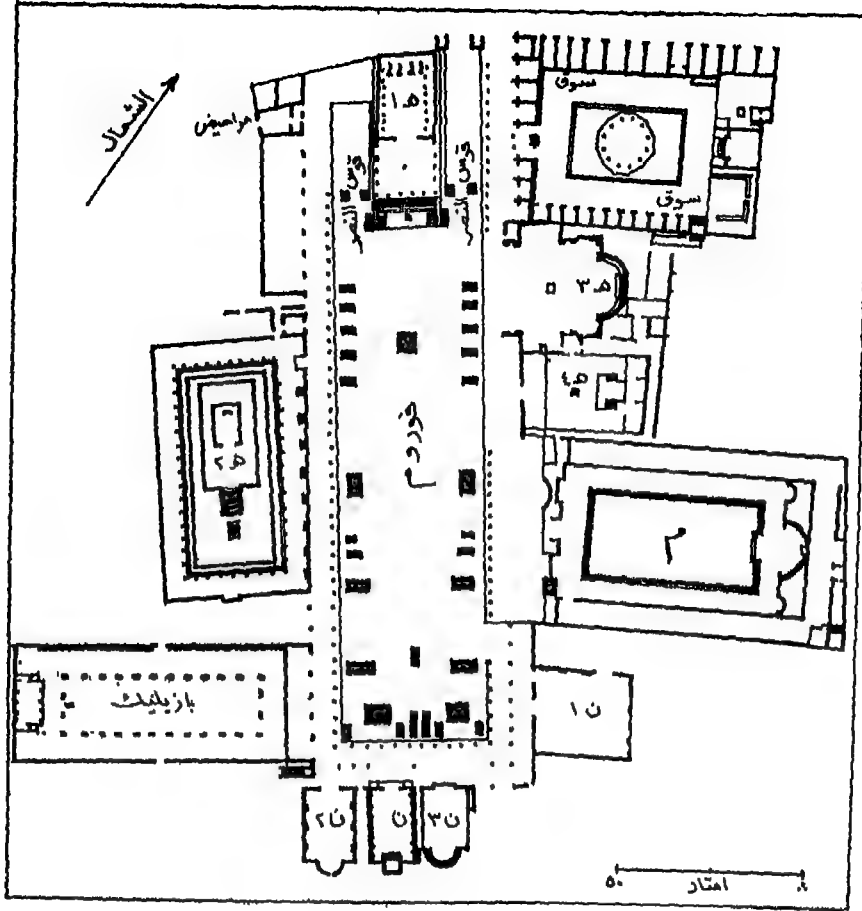 الشمال
مراحيض
سوق
سوق
هـ ١
قوس النصر
قوس النصر
هـ ٣
هـ ٤
هـ ٢
فوروم
م
بازيليك
ن ١
ن ٢
ن
ن ٣
٥٠
امتار